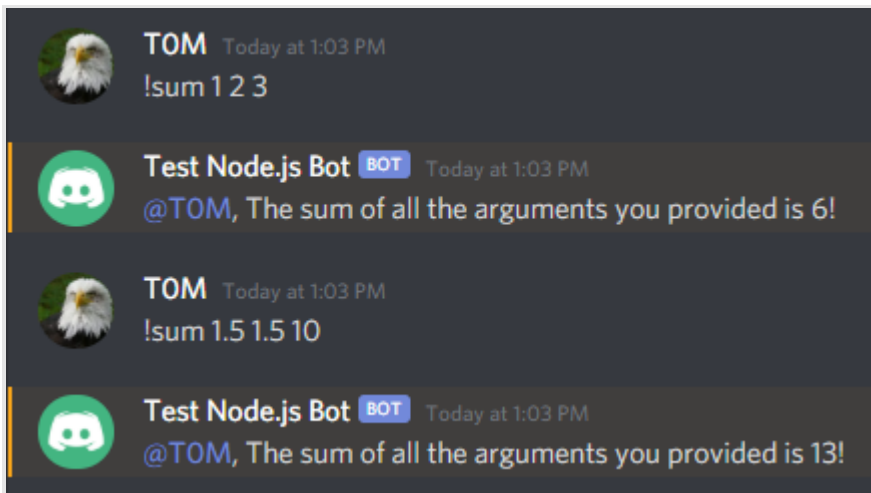 T0M Today at 1:03 PM
!sum 1 2 3
Test Node.js Bot BOT Today at 1:03 PM
@T0M, The sum of all the arguments you provided is 6!
T0M Today at 1:03 PM
!sum 1.5 1.5 10
Test Node.js Bot BOT Today at 1:03 PM
@T0M, The sum of all the arguments you provided is 13!